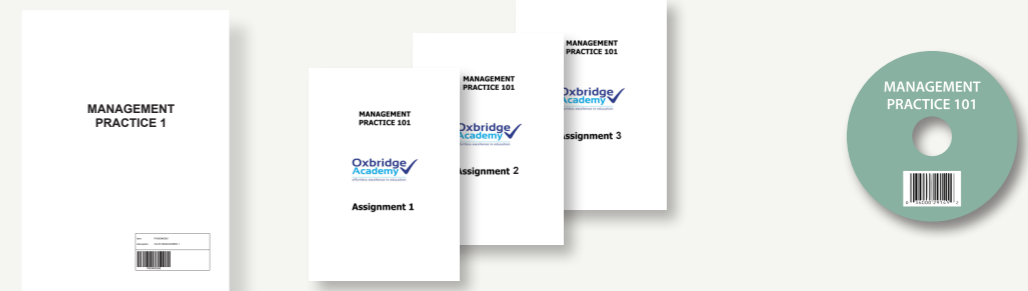 MANAGEMENT
PRACTICE 1
MANAGEMENT
PRACTICE 101
Oxbridge
Academy
Assignment 1
MANAGEMENT
PRACTICE 101
Oxbridge
Academy
Assignment 2
MANAGEMENT
PRACTICE 101
Oxbridge
Academy
Assignment 3
MANAGEMENT
PRACTICE 101